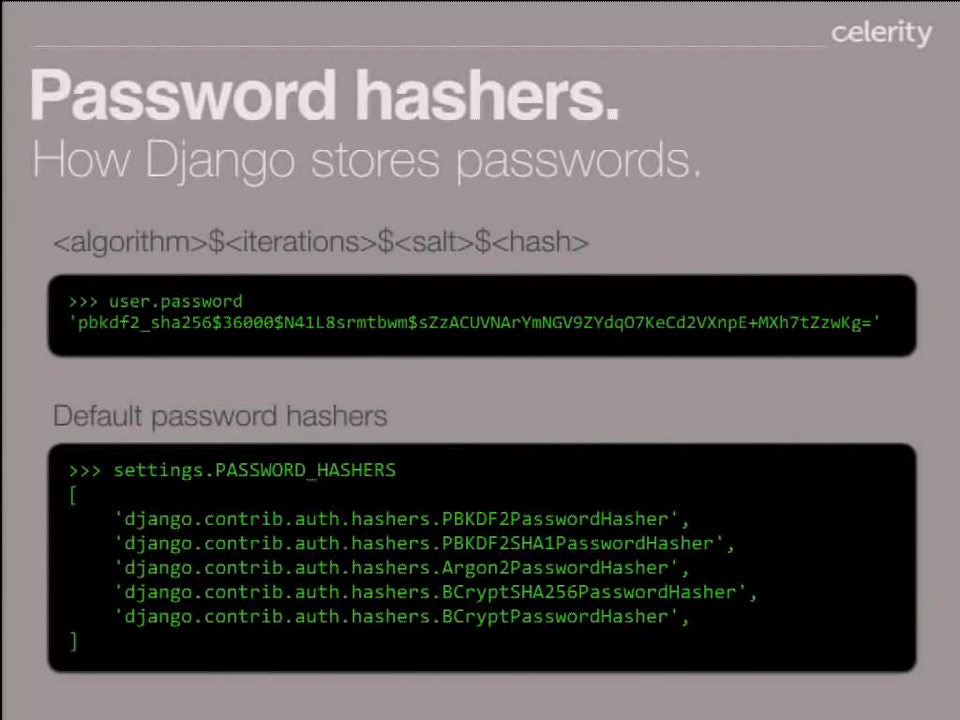 celerity
Password hashers.
How Django stores passwords.
<algorithm>$<iterations>$<salt>$<hash>
>>> user.password
'pbkdf2_sha256$36000$N41L8srmtbwm$sZzACUVNArYmNGV9ZYdqO7KeCd2VXnpE+MXh7tZzwKg='
Default password hashers
>>> settings.PASSWORD_HASHERS
[
'django.contrib.auth.hashers.PBKDF2PasswordHasher',
'django.contrib.auth.hashers.PBKDF2SHA1PasswordHasher',
'django.contrib.auth.hashers.Argon2PasswordHasher',
'django.contrib.auth.hashers.BCryptSHA256PasswordHasher',
'django.contrib.auth.hashers.BCryptPasswordHasher',
]